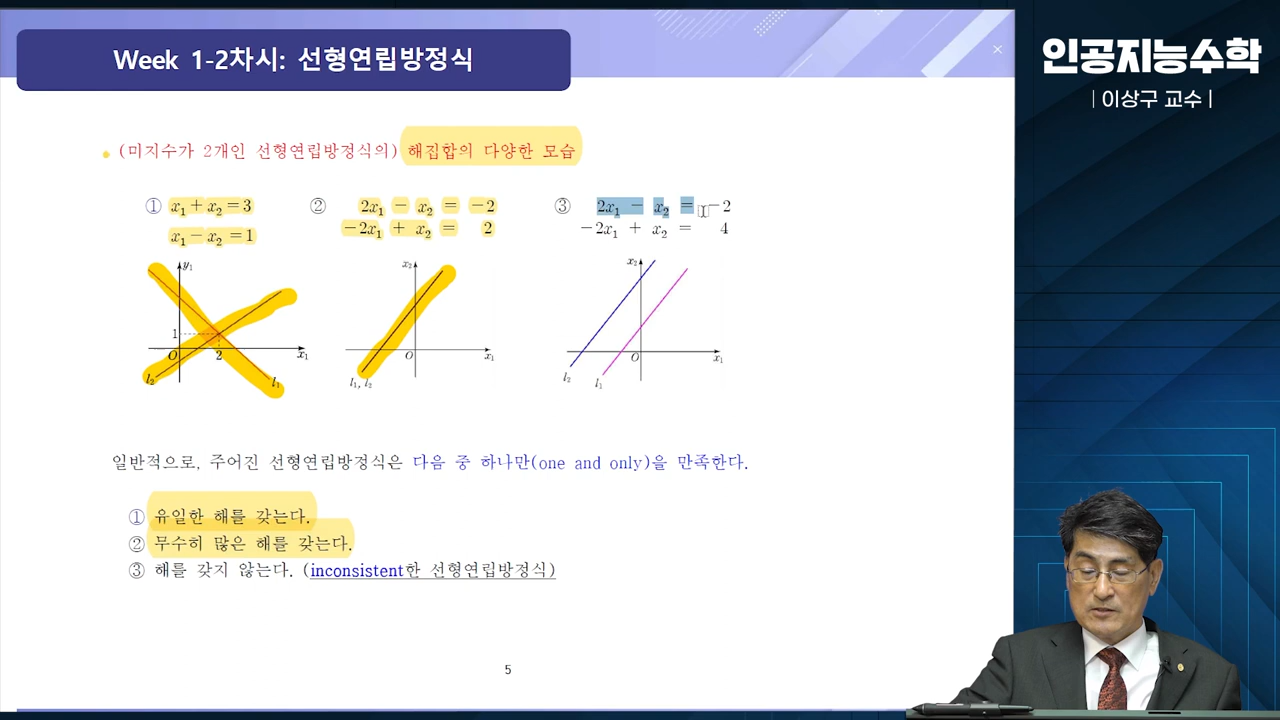 Week 1-2차시: 선형연립방정식
인공지능수학
| 이상구 교수 |
• (미지수가 2개인 선형연립방정식의) 해집합의 다양한 모습
① x₁ + x₂ = 3
x₁ − x₂ = 1
② 2x₁ − x₂ = −2
−2x₁ + x₂ = 2
③ 2x₁ − x₂ = −2
−2x₁ + x₂ = 4
y₁
1
O
2
x₁
l₂
l₁
x₂
O
x₁
l₁, l₂
x₂
O
x₁
l₂
l₁
일반적으로, 주어진 선형연립방정식은 다음 중 하나만(one and only)을 만족한다.
① 유일한 해를 갖는다.
② 무수히 많은 해를 갖는다.
③ 해를 갖지 않는다. (inconsistent한 선형연립방정식)
5